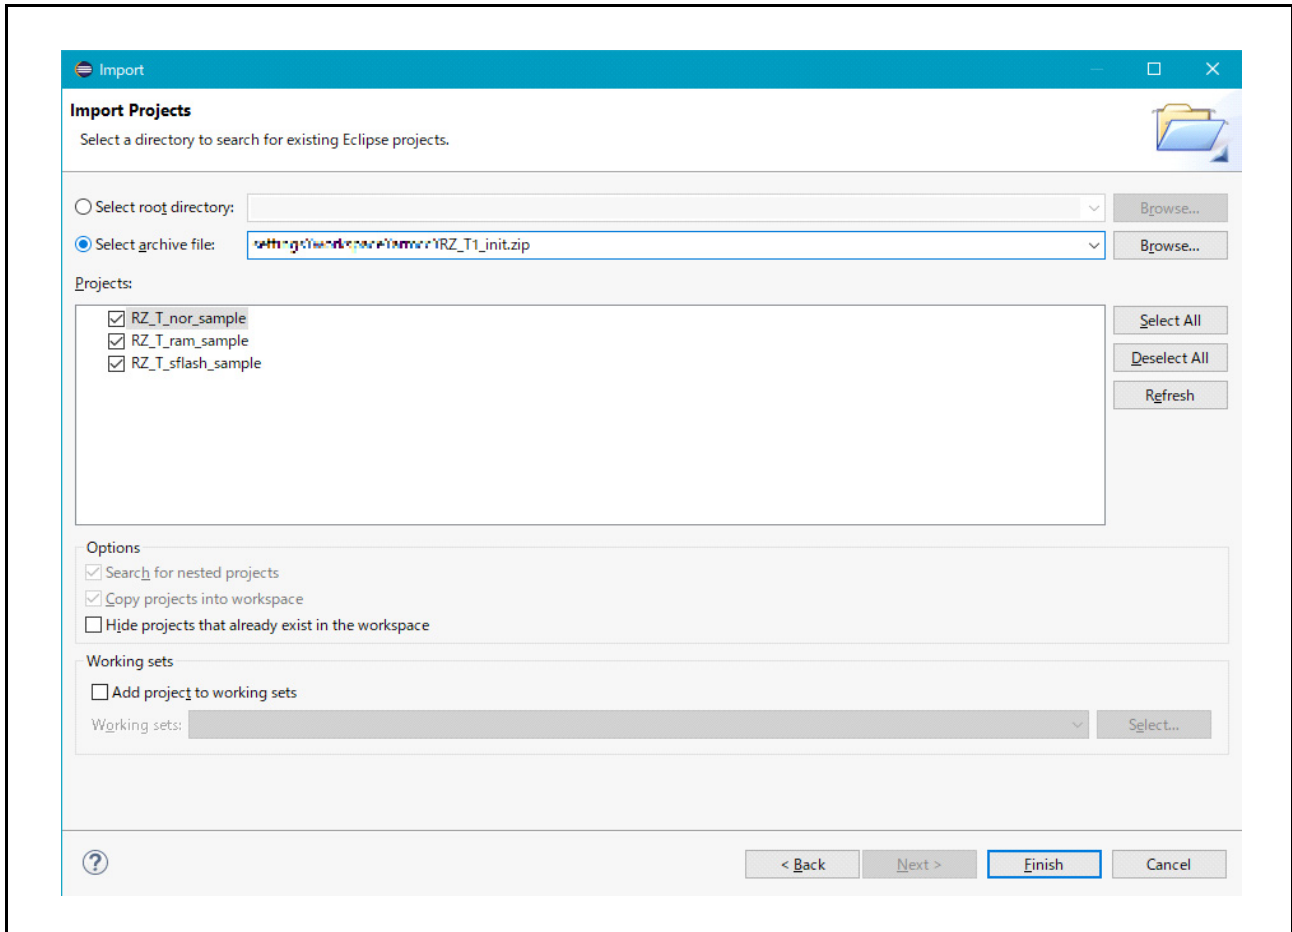 Import
Import Projects
Select a directory to search for existing Eclipse projects.
Select root directory:
Browse...
Select archive file:
RZ_T1_init.zip
Browse...
Projects:
RZ_T_nor_sample
RZ_T_ram_sample
RZ_T_sflash_sample
Select All
Deselect All
Refresh
Options
Search for nested projects
Copy projects into workspace
Hide projects that already exist in the workspace
Working sets
Add project to working sets
Working sets:
Select...
?
< Back
Next >
Finish
Cancel